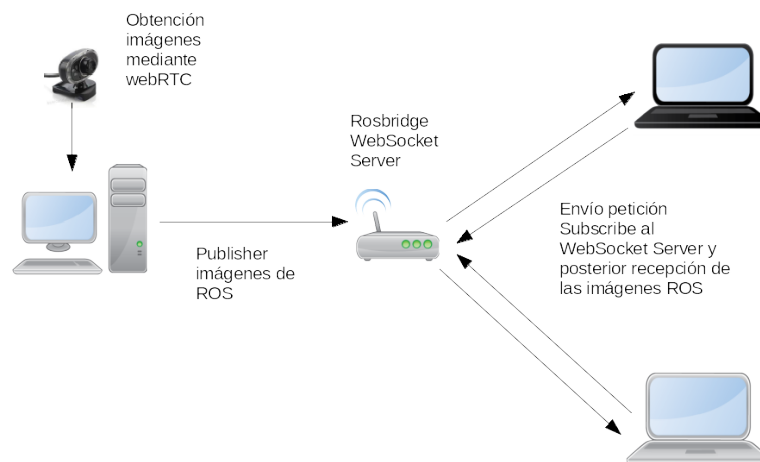 Obtención
imágenes
mediante
webRTC
Rosbridge
WebSocket
Server
Publisher
imágenes de
ROS
Envío petición
Subscribe al
WebSocket Server y
posterior recepción de
las imágenes ROS